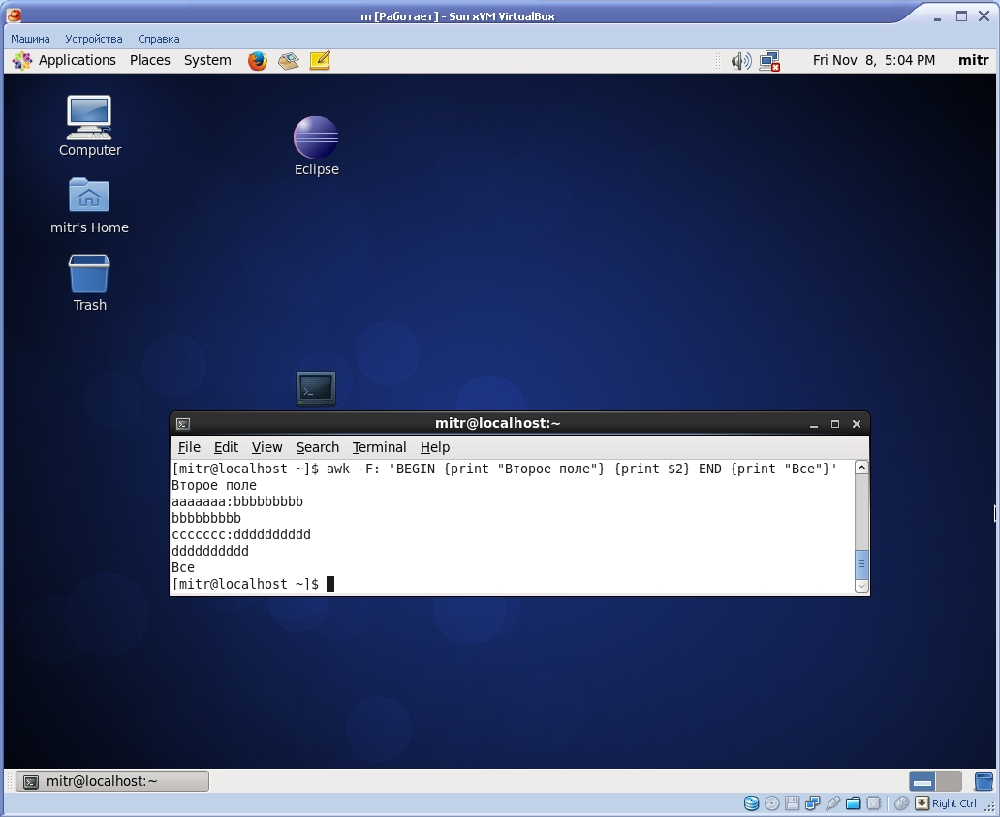 m [Работает] - Sun xVM VirtualBox
Машина Устройства Справка
Applications Places System Fri Nov 8, 5:04 PM mitr
Computer
Eclipse
mitr's Home
Trash
mitr@localhost:~
File Edit View Search Terminal Help
[mitr@localhost ~]$ awk -F: 'BEGIN {print "Второе поле"} {print $2} END {print "Все"}'
Второе поле
aaaaaaa:bbbbbbbbb
bbbbbbbbb
ccccccc:dddddddddd
dddddddddd
Все
[mitr@localhost ~]$
mitr@localhost:~
Right Ctrl